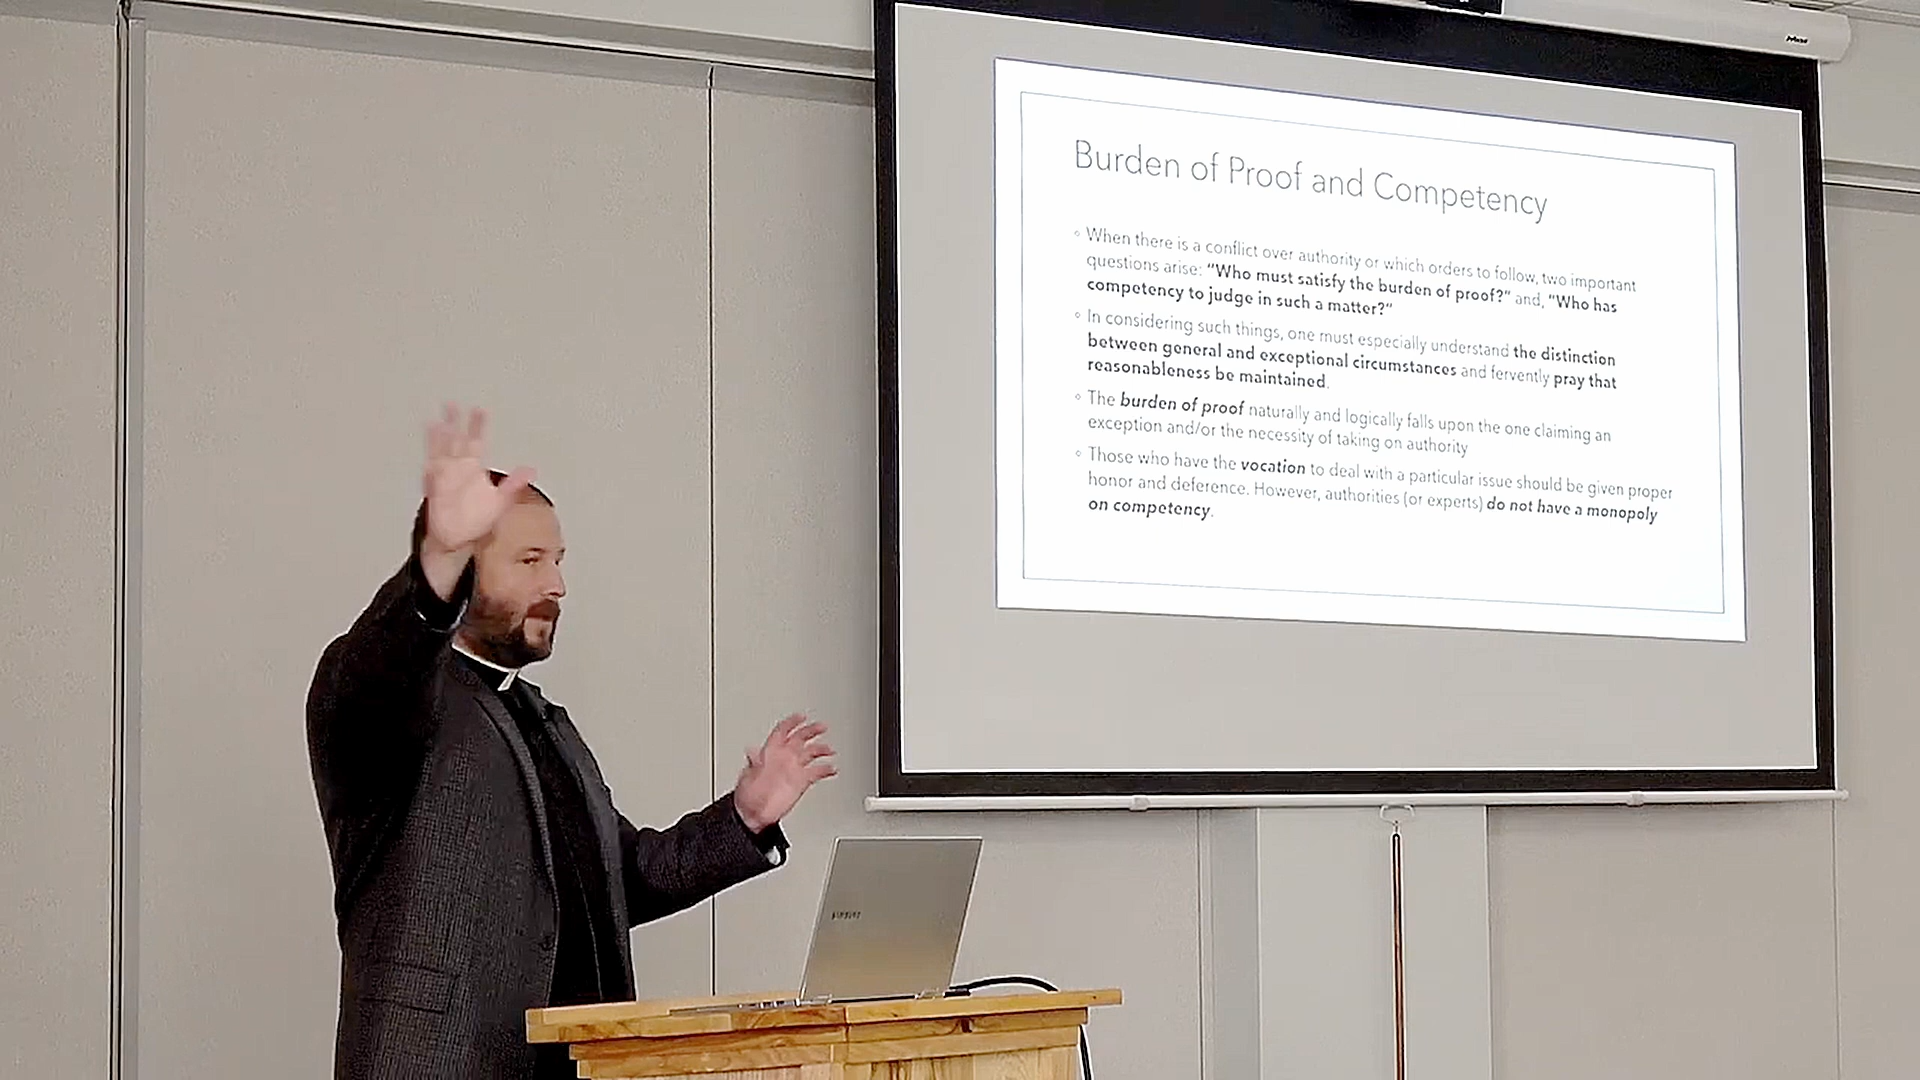 Burden of Proof and Competency
◦ When there is a conflict over authority or which orders to follow, two important
questions arise: “Who must satisfy the burden of proof?” and, “Who has
competency to judge in such a matter?”
◦ In considering such things, one must especially understand the distinction
between general and exceptional circumstances and fervently pray that
reasonableness be maintained.
◦ The burden of proof naturally and logically falls upon the one claiming an
exception and/or the necessity of taking on authority
◦ Those who have the vocation to deal with a particular issue should be given proper
honor and deference. However, authorities (or experts) do not have a monopoly
on competency.